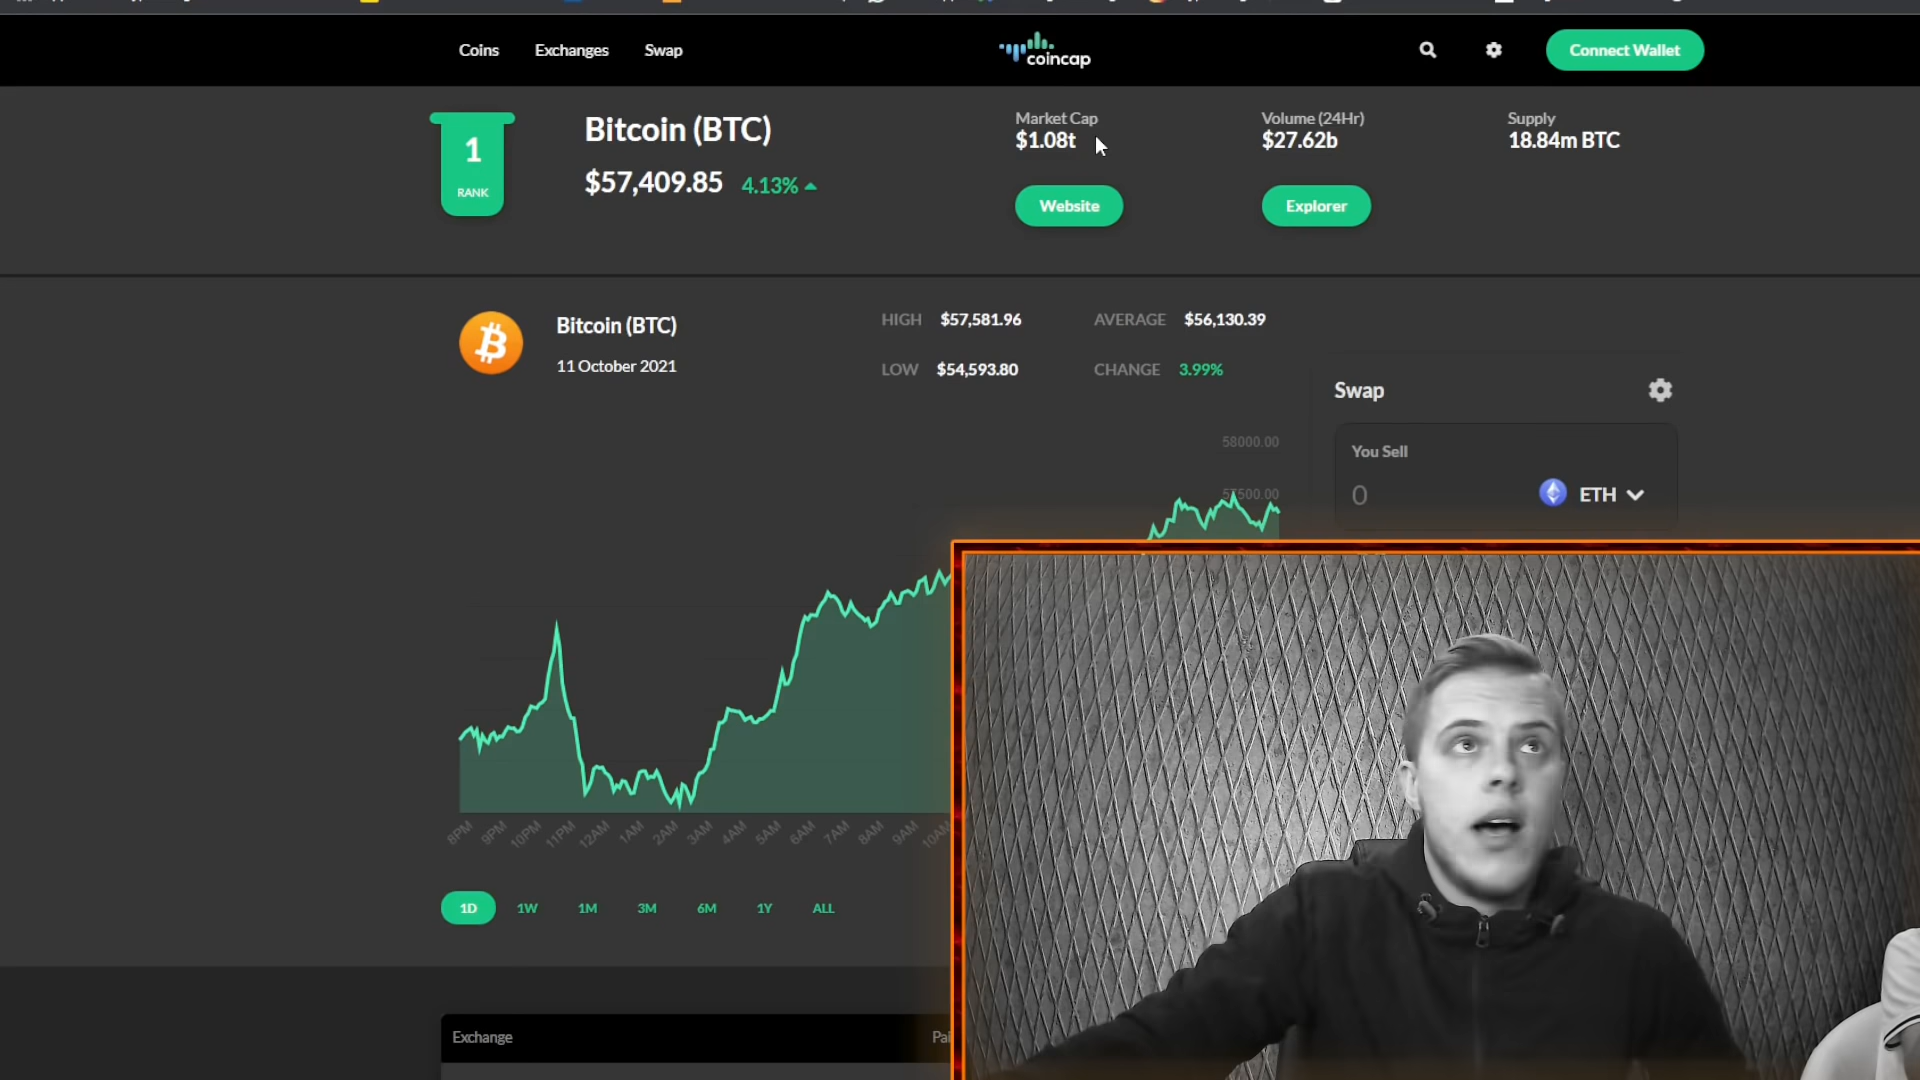 Coins Exchanges Swap
coincap
Connect Wallet
1
RANK
Bitcoin (BTC)
$57,409.85 4.13%
Market Cap
$1.08t
Volume (24Hr)
$27.62b
Supply
18.84m BTC
Website
Explorer
Bitcoin (BTC)
11 October 2021
HIGH $57,581.96
AVERAGE $56,130.39
LOW $54,593.80
CHANGE 3.99%
Swap
You Sell
0
ETH
58000.00
57500.00
8PM 9PM 10PM 11PM 12AM 1AM 2AM 3AM 4AM 5AM 6AM 7AM 8AM 9AM 10AM
1D 1W 1M 3M 6M 1Y ALL
Exchange